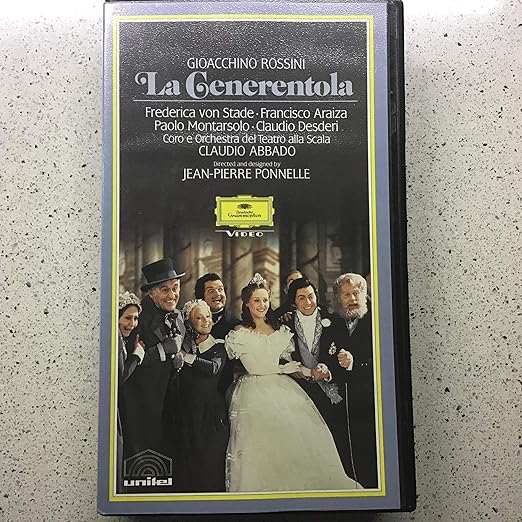 GIOACCHINO ROSSINI
La Cenerentola
Frederica von Stade · Francisco Araiza
Paolo Montarsolo · Claudio Desderi
Coro e Orchestra del Teatro alla Scala
CLAUDIO ABBADO
Directed and designed by
JEAN-PIERRE PONNELLE
Deutsche
Grammophon
VIDEO
unitel